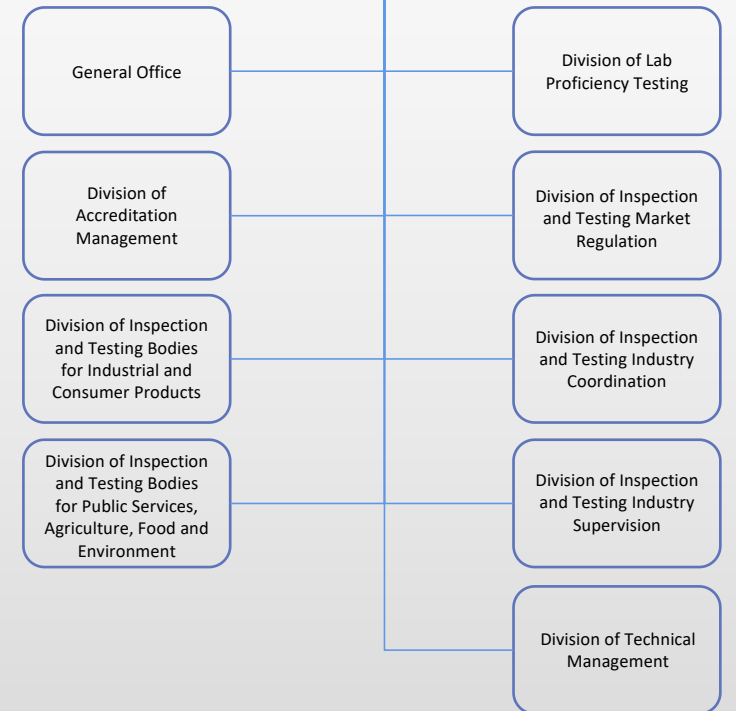 General Office
Division of Lab
Proficiency Testing
Division of
Accreditation
Management
Division of Inspection
and Testing Market
Regulation
Division of Inspection
and Testing Bodies
for Industrial and
Consumer Products
Division of Inspection
and Testing Industry
Coordination
Division of Inspection
and Testing Bodies
for Public Services,
Agriculture, Food and
Environment
Division of Inspection
and Testing Industry
Supervision
Division of Technical
Management